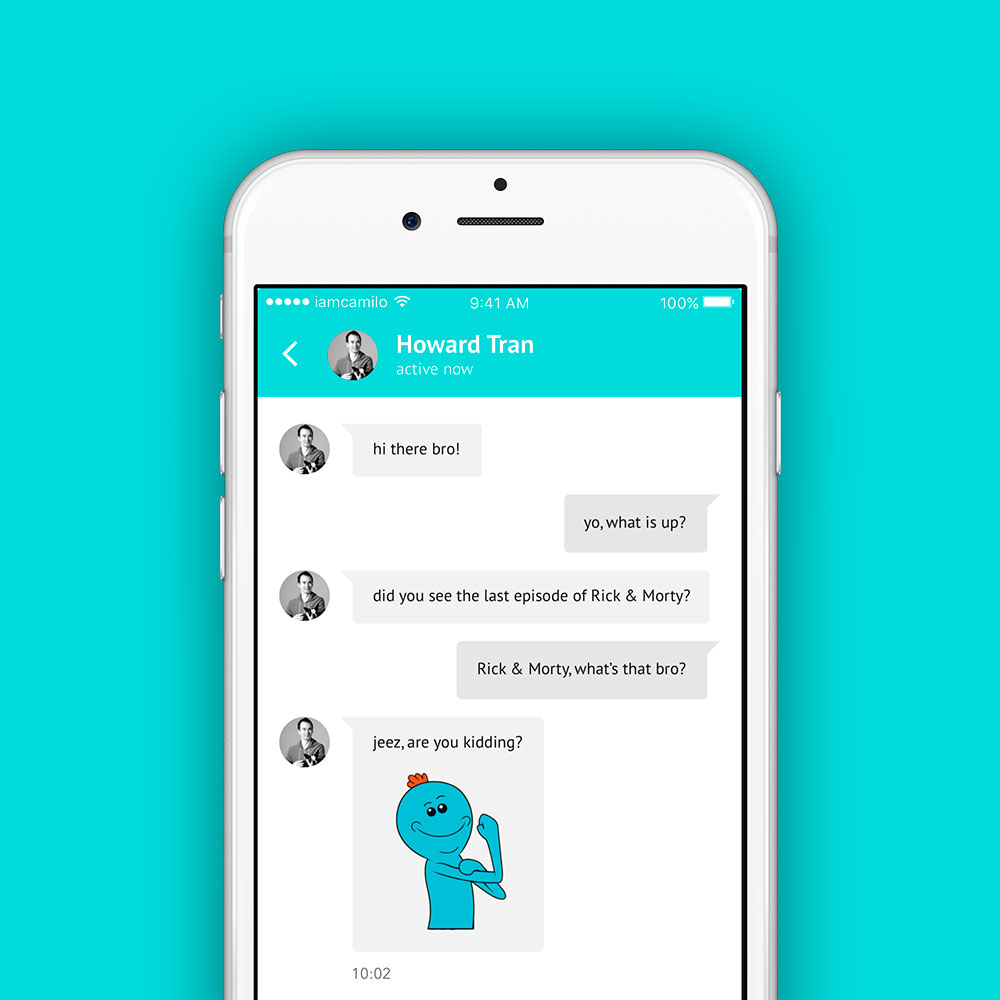 iamcamilo 9:41 AM 100%
Howard Tran
active now
hi there bro!
yo, what is up?
did you see the last episode of Rick & Morty?
Rick & Morty, what's that bro?
jeez, are you kidding?
10:02